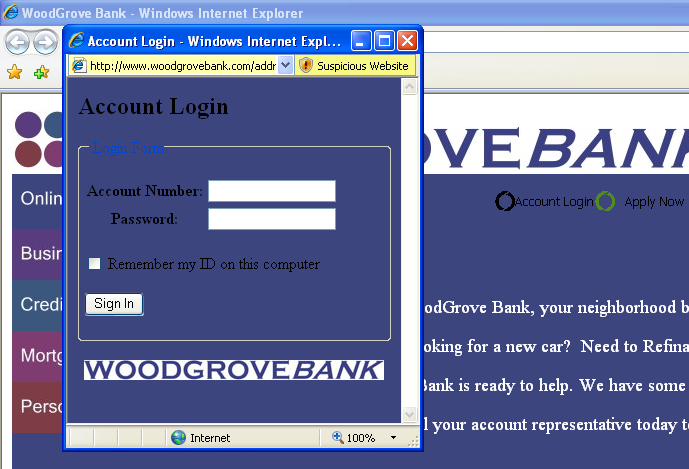 WoodGrove Bank - Windows Internet Explorer
Account Login - Windows Internet Expl...
http://www.woodgrovebank.com/addr
Suspicious Website
Account Login
Login Form
Account Number:
Password:
Remember my ID on this computer
Sign In
WOODGROVEBANK
Internet
100%
OVEBANK
Account Login
Apply Now
Onlin
Busin
Credi
Mortg
Perso
odGrove Bank, your neighborhood b
oking for a new car? Need to Refina
Bank is ready to help. We have some
l your account representative today t